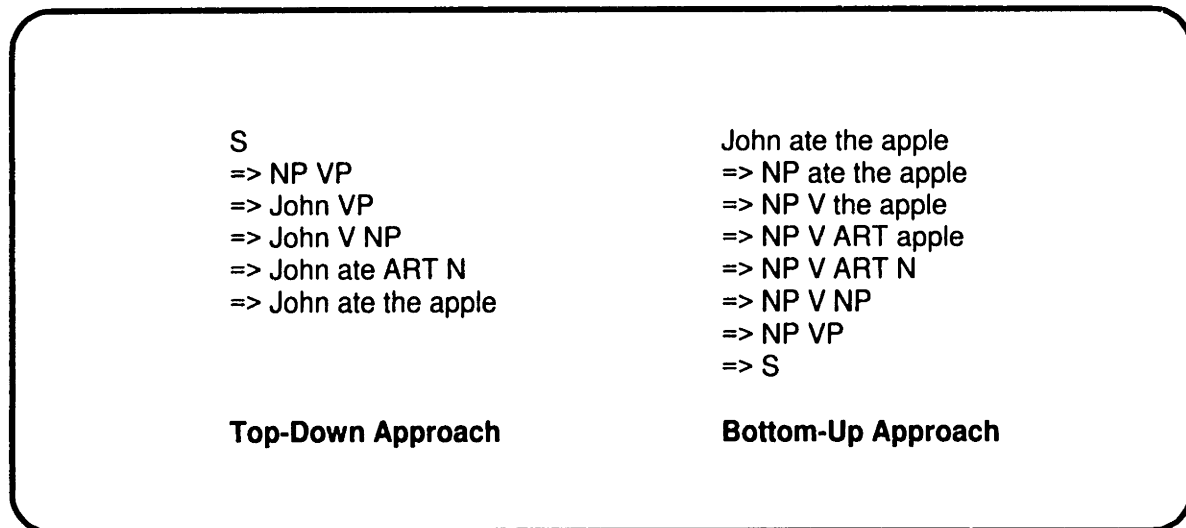 S
=> NP VP
=> John VP
=> John V NP
=> John ate ART N
=> John ate the apple
Top-Down Approach
John ate the apple
=> NP ate the apple
=> NP V the apple
=> NP V ART apple
=> NP V ART N
=> NP V NP
=> NP VP
=> S
Bottom-Up Approach